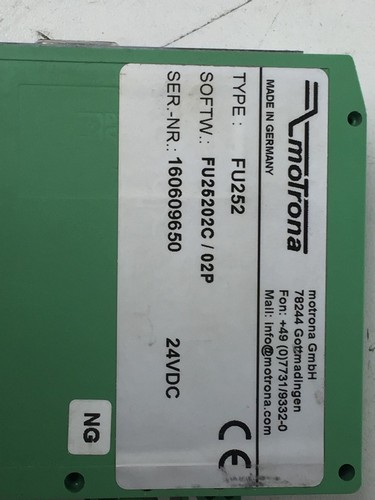 motrona
MADE IN GERMANY
motrona GmbH
78244 Gottmadingen
Fon: +49 (0)7731/9332-0
Mail: info@motrona.com
TYPE : FU252
SOFTW.: FU25202C / 02P
SER.-NR.: 160609650 24VDC
CE
NG